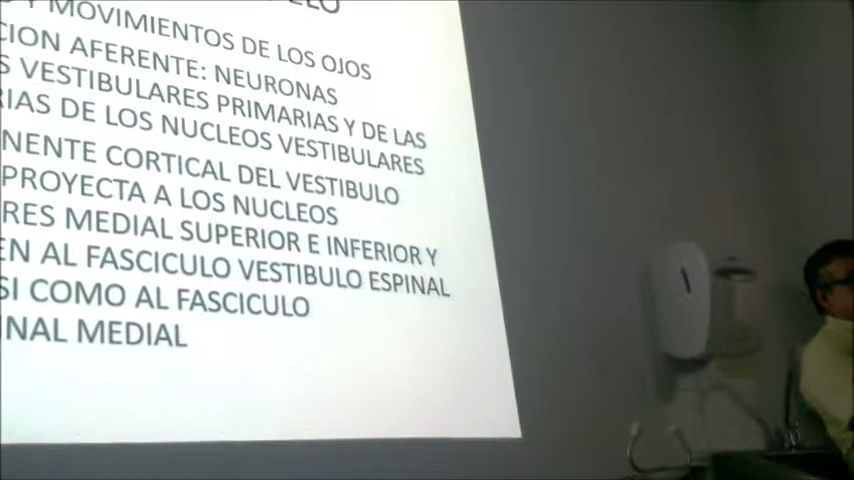 Y MOVIMIENTOS DE LOS OJOS
CION AFERENTE: NEURONAS
S VESTIBULARES PRIMARIAS Y DE LAS
RIAS DE LOS NUCLEOS VESTIBULARES
NENTE CORTICAL DEL VESTIBULO
PROYECTA A LOS NUCLEOS
RES MEDIAL SUPERIOR E INFERIOR Y
EN AL FASCICULO VESTIBULO ESPINAL
SI COMO AL FASCICULO
INAL MEDIAL